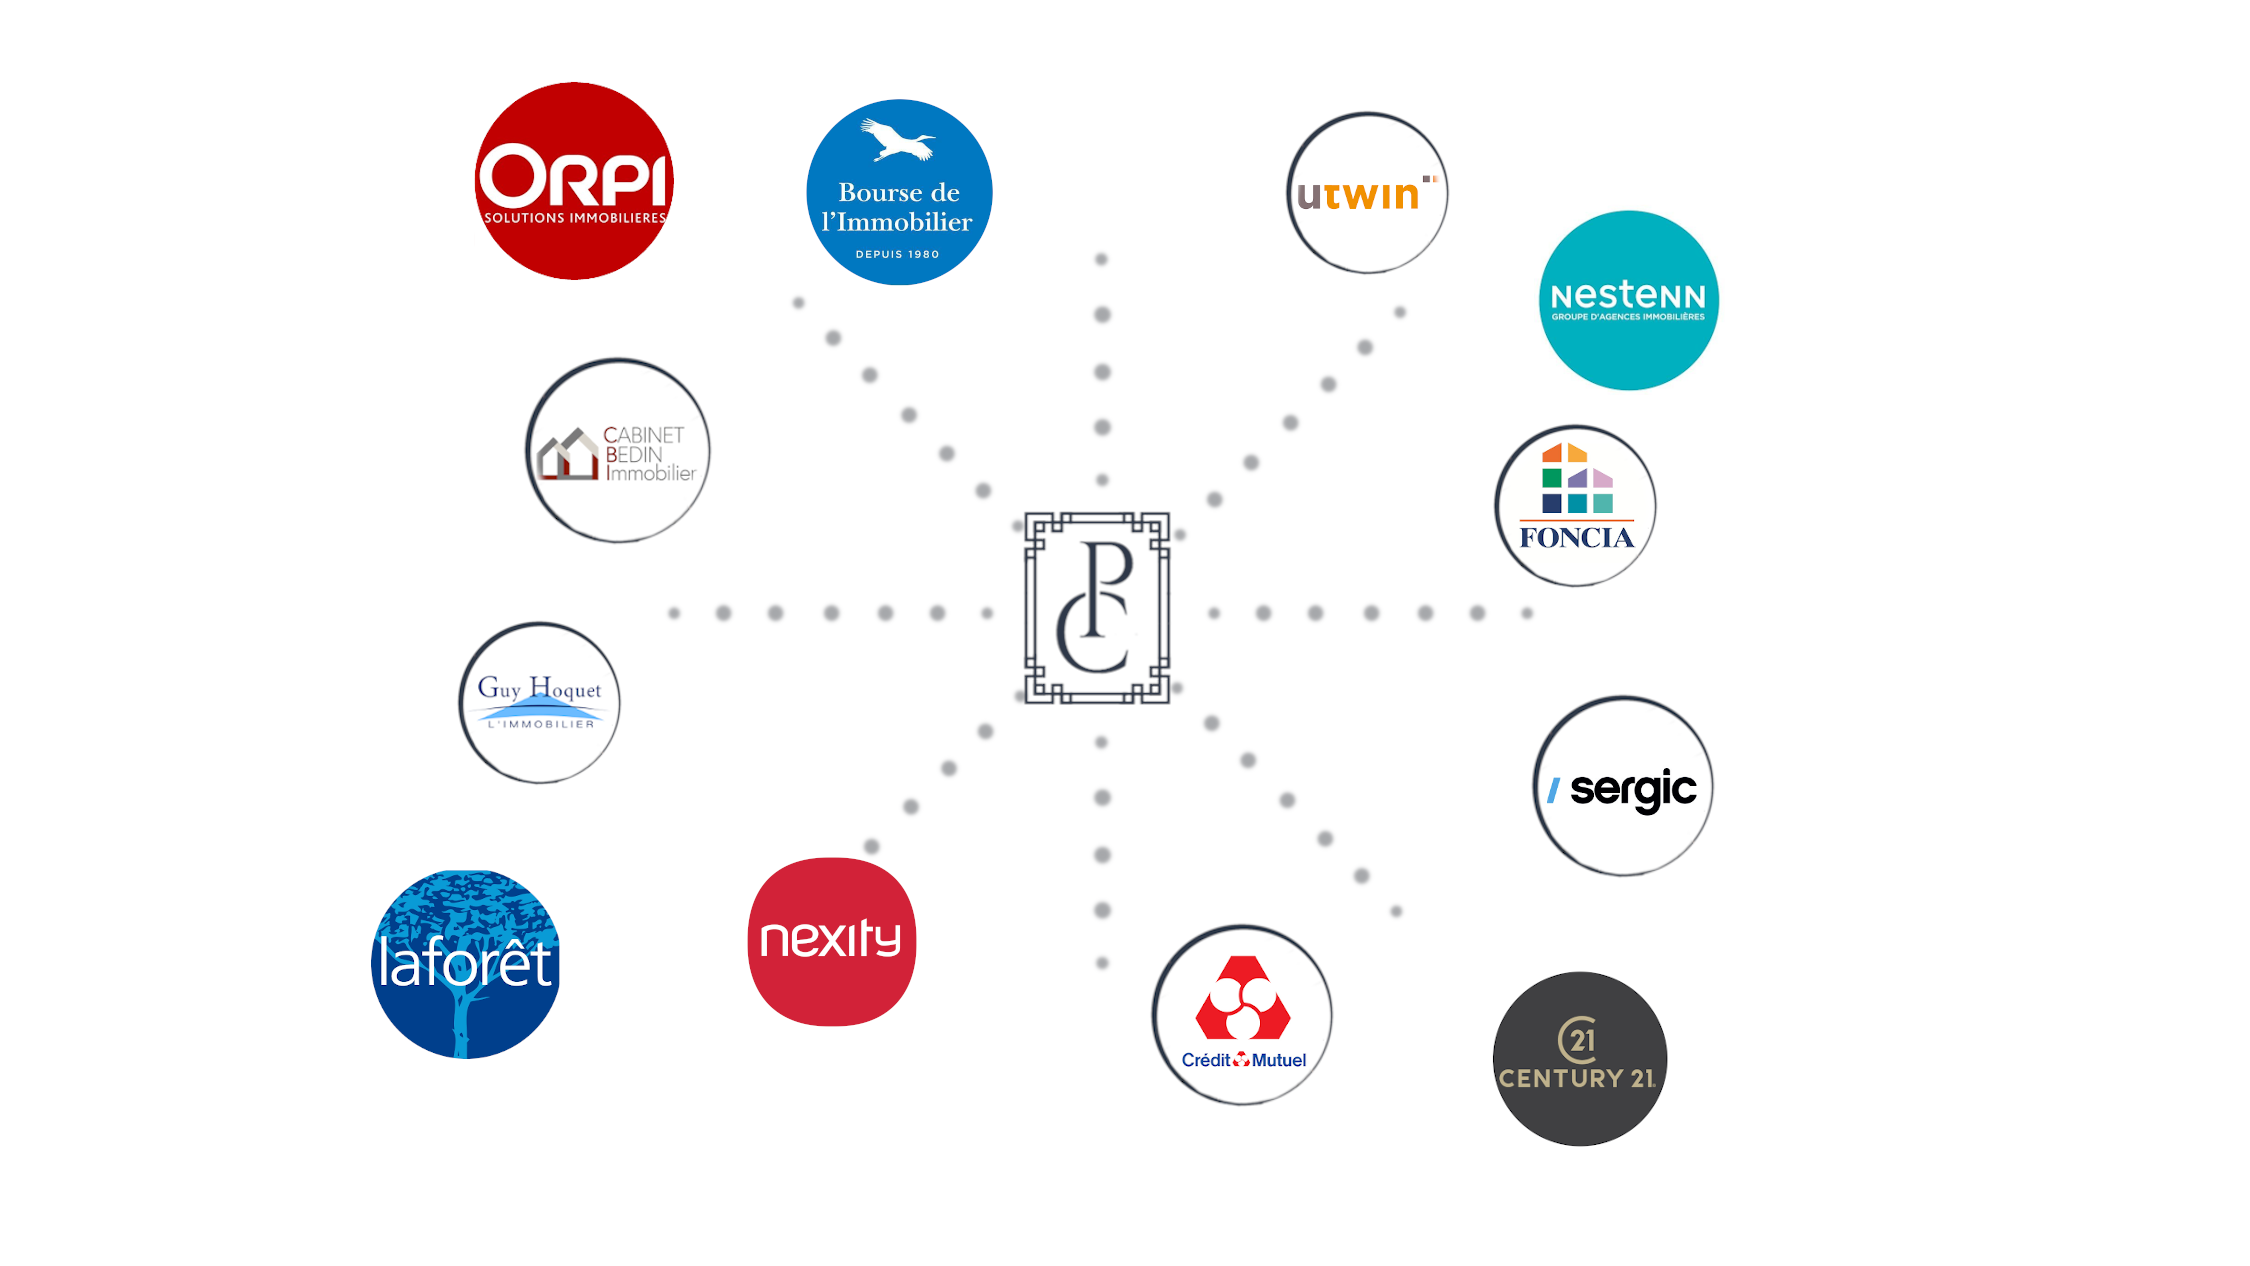 ORPI
SOLUTIONS IMMOBILIERES
Bourse de
l'Immobilier
DEPUIS 1980
utwin
Nestenn
GROUPE D'AGENCES IMMOBILIÈRES
CABINET
BEDIN
Immobilier
FONCIA
PC
Guy Hoquet
L'IMMOBILIER
sergic
laforêt
nexity
Crédit Mutuel
21
CENTURY 21